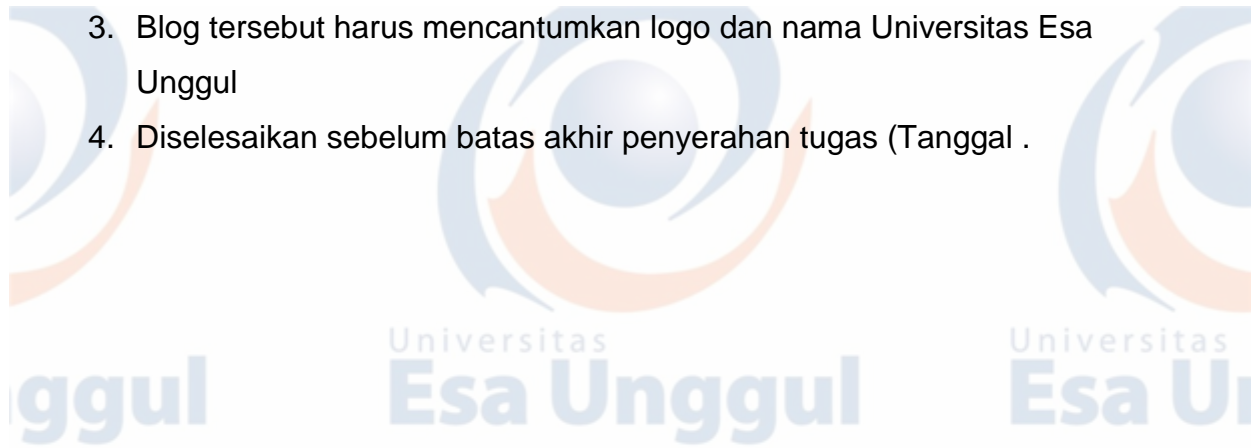 3. Blog tersebut harus mencantumkan logo dan nama Universitas Esa
Unggul
4. Diselesaikan sebelum batas akhir penyerahan tugas (Tanggal .
Universitas
Universitas
ggul
Esa Unggul
Esa Un